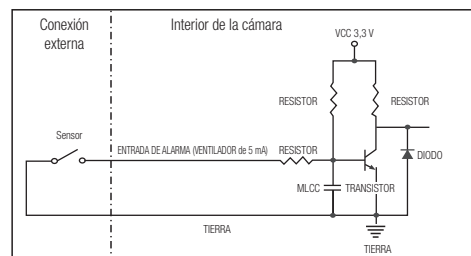 Conexión
externa
Interior de la cámara
VCC 3,3 V
RESISTOR
RESISTOR
Sensor
ENTRADA DE ALARMA (VENTILADOR de 5 mA)
RESISTOR
DIODO
MLCC
TRANSISTOR
TIERRA
TIERRA